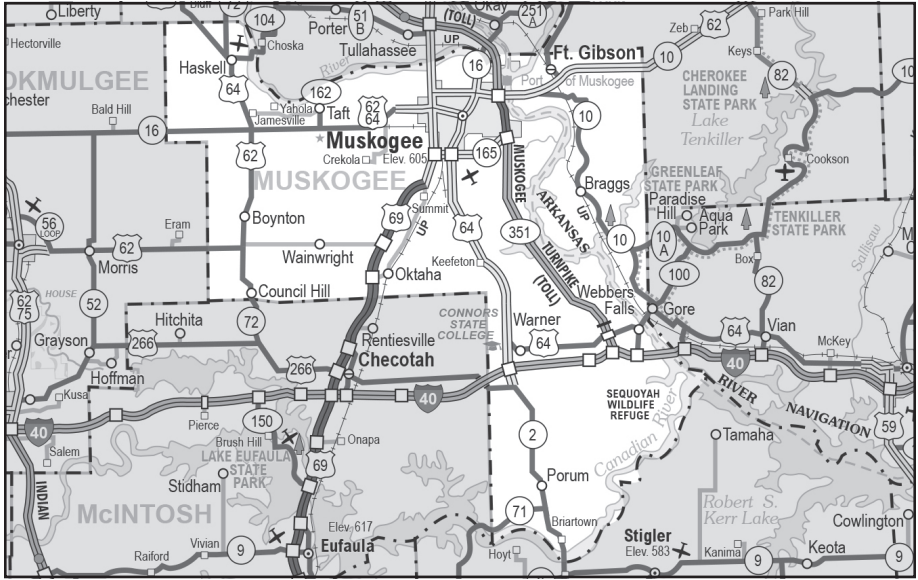 Liberty
Bluff
72
104
Choska
Porter
51
B
Tullahassee
(TOLL)
UP
Okay
251
A
Zeb
62
Park Hill
Keys
Hectorville
OKMULGEE
chester
Haskell
64
River
16
Ft. Gibson
Port
of Muskogee
10
82
10
CHEROKEE
LANDING
STATE PARK
Lake
Tenkiller
Bald Hill
Yahola
Jamesville
162
Taft
62
64
10
16
Muskogee
Crekola
Elev. 605
165
MUSKOGEE
62
MUSKOGEE
Braggs
UP
GREENLEAF
STATE PARK
Cookson
Paradise
Hill
Aqua
Park
TENKILLER
STATE PARK
56
LOOP
Eram
Boynton
69
Summit
UP
64
351
ARKANSAS
TURNPIKE
(TOLL)
10
10
A
100
62
Morris
Wainwright
Oktaha
Keefeton
Box
Sallisaw
M
62
75
HOUSE
52
Council Hill
Webbers
Falls
Gore
82
Hitchita
72
CONNORS
STATE
COLLEGE
Warner
64
64
Vian
r
Grayson
266
Rentiesville
Checotah
McKey
Hoffman
266
40
Kusa
40
SEQUOYAH
WILDLIFE
REFUGE
RIVER
NAVIGATION
40
Pierce
150
Brush Hill
Onapa
59
Salem
LAKE EUFAULA
STATE
PARK
69
2
Canadian River
Tamaha
INDIAN
Stidham
Porum
Robert S.
Kerr Lake
McINTOSH
71
Briartown
Cowlington
Elev. 617
Vivian
9
Eufaula
Raiford
Hoyt
Stigler
Elev. 583
Kanima
9
Keota
9